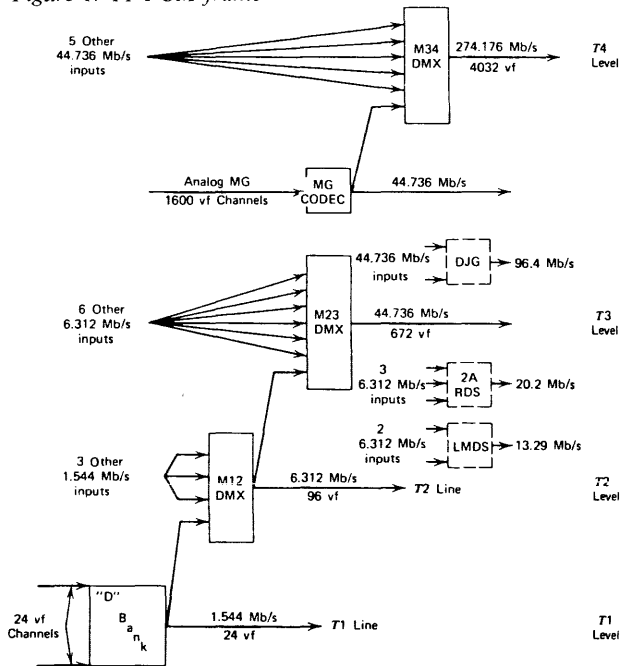 5 Other
44.736 Mb/s
inputs
M34
DMX
274.176 Mb/s
4032 vf
T4
Level
Analog MG
1600 vf Channels
MG
CODEC
44.736 Mb/s
44.736 Mb/s
inputs
DJG
96.4 Mb/s
6 Other
6.312 Mb/s
inputs
M23
DMX
44.736 Mb/s
672 vf
T3
Level
3
6.312 Mb/s
inputs
2A
RDS
20.2 Mb/s
2
6.312 Mb/s
inputs
LMDS
13.29 Mb/s
3 Other
1.544 Mb/s
inputs
M12
DMX
6.312 Mb/s
96 vf
T2 Line
T2
Level
24 vf
Channels
"D"
Bank
1.544 Mb/s
24 vf
T1 Line
T1
Level